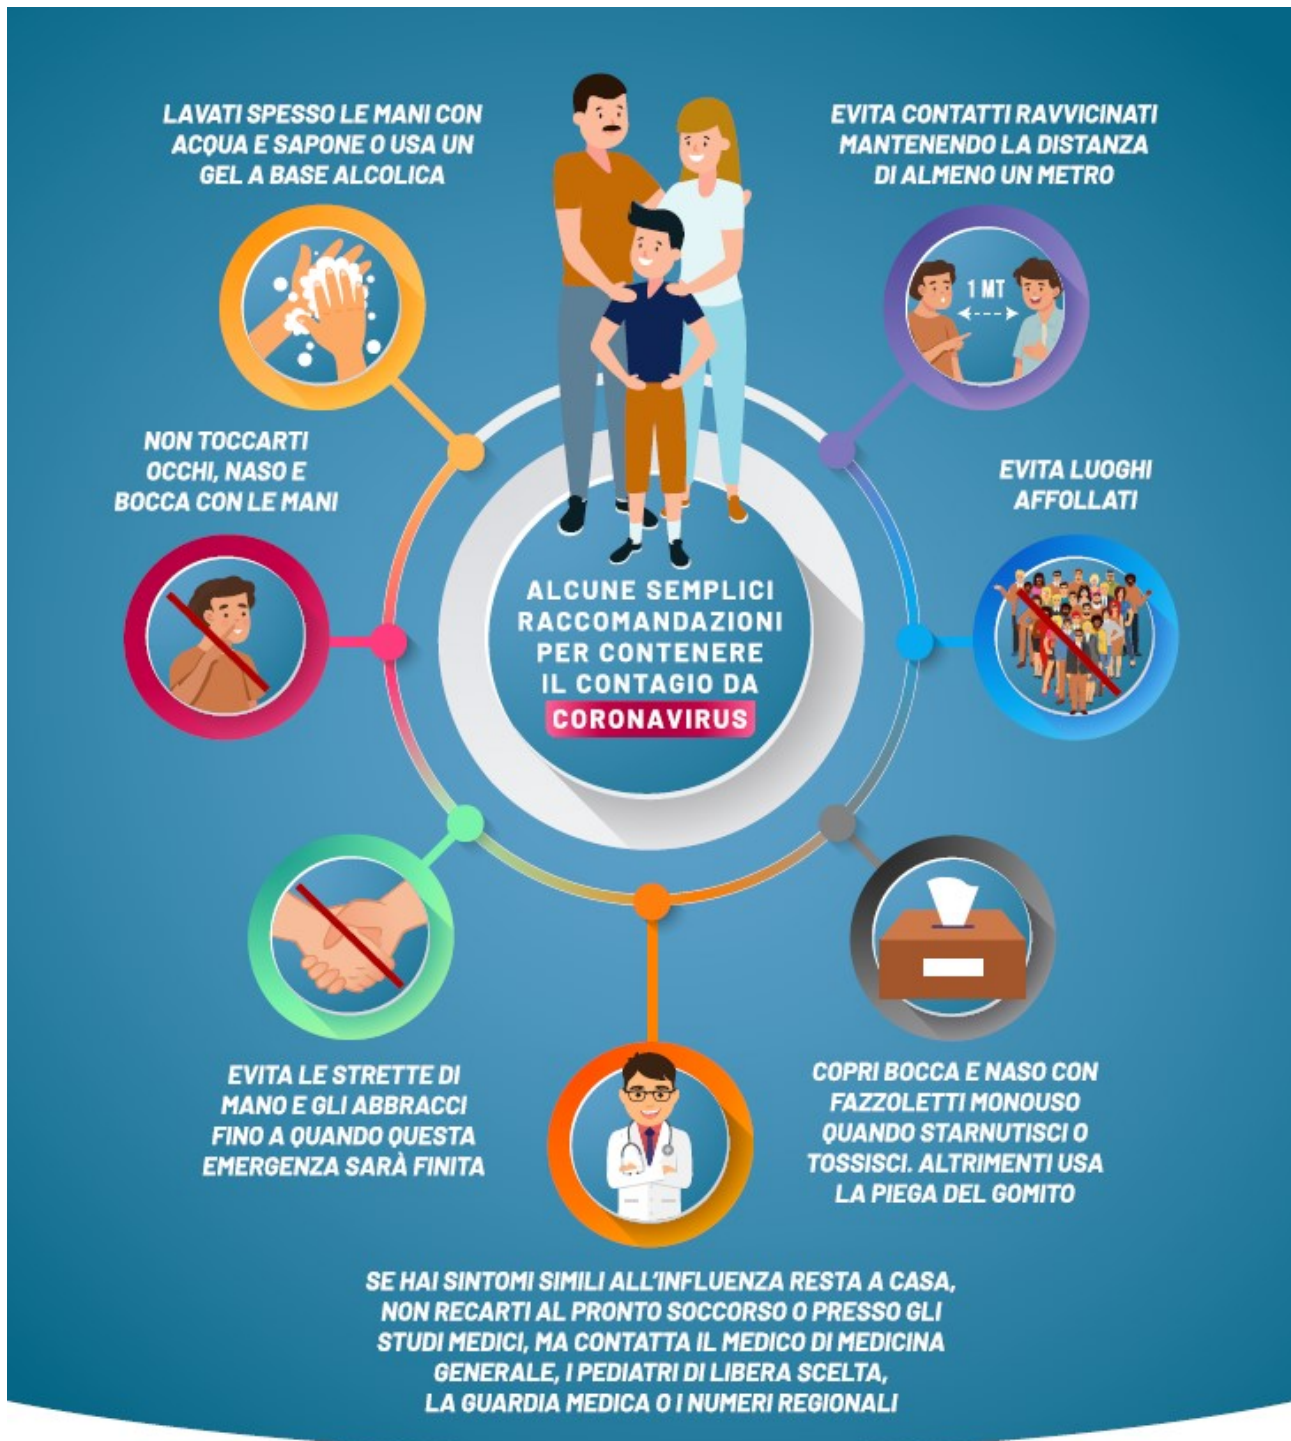 LAVATI SPESSO LE MANI CON
ACQUA E SAPONE O USA UN
GEL A BASE ALCOLICA
EVITA CONTATTI RAVVICINATI
MANTENENDO LA DISTANZA
DI ALMENO UN METRO
1 MT
NON TOCCARTI
OCCHI, NASO E
BOCCA CON LE MANI
EVITA LUOGHI
AFFOLLATI
ALCUNE SEMPLICI
RACCOMANDAZIONI
PER CONTENERE
IL CONTAGIO DA
CORONAVIRUS
EVITA LE STRETTE DI
MANO E GLI ABBRACCI
FINO A QUANDO QUESTA
EMERGENZA SARÀ FINITA
COPRI BOCCA E NASO CON
FAZZOLETTI MONOUSO
QUANDO STARNUTISCI O
TOSSISCI. ALTRIMENTI USA
LA PIEGA DEL GOMITO
SE HAI SINTOMI SIMILI ALL'INFLUENZA RESTA A CASA,
NON RECARTI AL PRONTO SOCCORSO O PRESSO GLI
STUDI MEDICI, MA CONTATTA IL MEDICO DI MEDICINA
GENERALE, I PEDIATRI DI LIBERA SCELTA,
LA GUARDIA MEDICA O I NUMERI REGIONALI